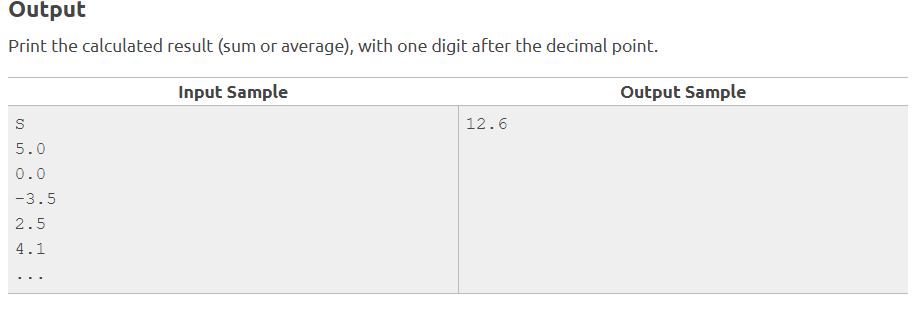 Output
Print the calculated result (sum or average), with one digit after the decimal point.
Input Sample Output Sample
S 12.6
5.0
0.0
-3.5
2.5
4.1
...